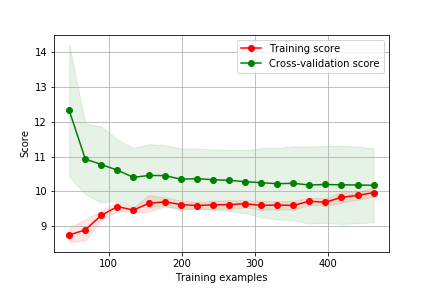 Training score
Cross-validation score
14
13
12
11
10
9
Score
100
200
300
400
Training examples